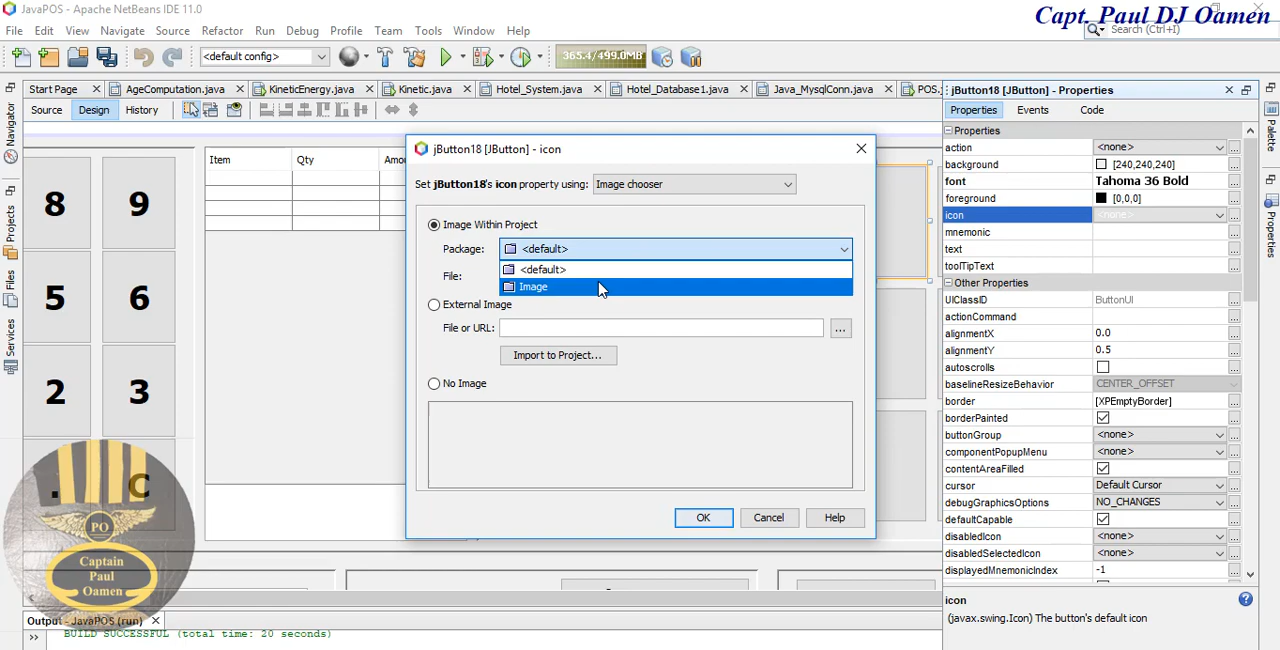 JavaPOS - Apache NetBeans IDE 11.0
Capt. Paul DJ Oamen
File Edit View Navigate Source Refactor Run Debug Profile Team Tools Window Help
Search (Ctrl+I)
<default config>
365.4/499.0MB
Start Page
AgeComputation.java
KineticEnergy.java
Kinetic.java
Hotel_System.java
Hotel_Database1.java
Java_MysqlConn.java
POS.
Source Design History
Navigator
Projects
Files
Services
8 9
5 6
2 3
. C
Item Qty
jButton18 [JButton] - icon
Set jButton18's icon property using: Image chooser
Image Within Project
Package: <default>
<default>
File:
Image
External Image
File or URL:
...
Import to Project...
No Image
OK Cancel Help
jButton18 [JButton] - Properties
Properties Events Code
Properties
action <none> ...
background [240,240,240] ...
font Tahoma 36 Bold ...
foreground [0,0,0] ...
icon <none> ...
mnemonic ...
text ...
toolTipText ...
Other Properties
UIClassID ButtonUI ...
actionCommand ...
alignmentX 0.0 ...
alignmentY 0.5 ...
autoscrolls ...
baselineResizeBehavior CENTER_OFFSET ...
border [XPEmptyBorder] ...
borderPainted ...
buttonGroup <none> ...
componentPopupMenu <none> ...
contentAreaFilled ...
cursor Default Cursor ...
debugGraphicsOptions NO_CHANGES ...
defaultCapable ...
disabledIcon <none> ...
disabledSelectedIcon <none> ...
displayedMnemonicIndex -1 ...
icon
(javax.swing.Icon) The button's default icon
Palette
Properties
PO
Captain
Paul
Oamen
Output - JavaPOS (run)
BUILD SUCCESSFUL (total time: 20 seconds)